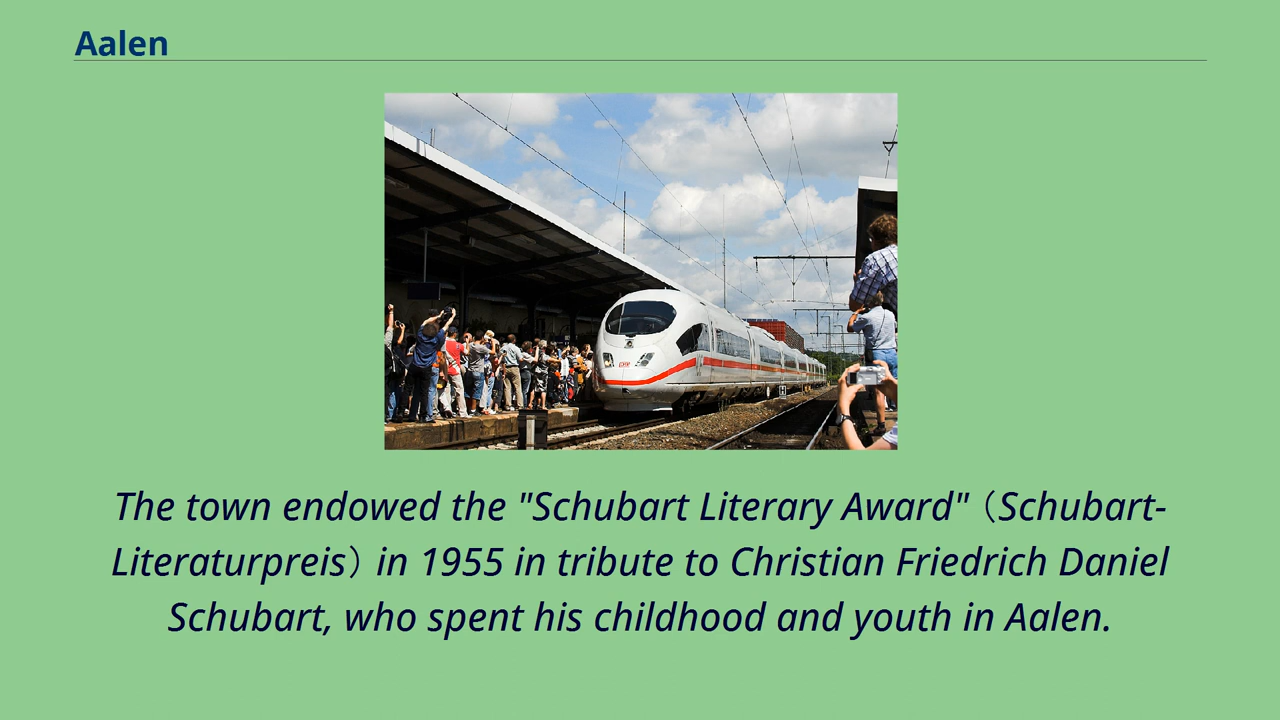 Aalen
The town endowed the "Schubart Literary Award"（Schubart-
Literaturpreis）in 1955 in tribute to Christian Friedrich Daniel
Schubart, who spent his childhood and youth in Aalen.